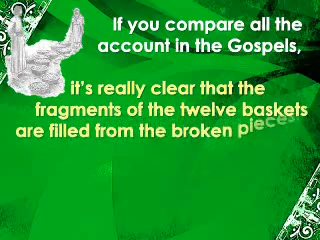 If you compare all the
account in the Gospels,
it's really clear that the
fragments of the twelve baskets
are filled from the broken pieces